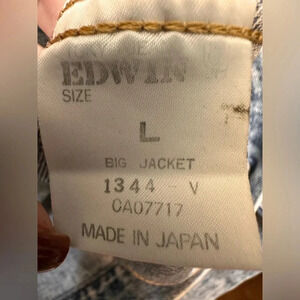 EDWIN
SIZE
L
BIG JACKET
1344-V
CA07717
MADE IN JAPAN